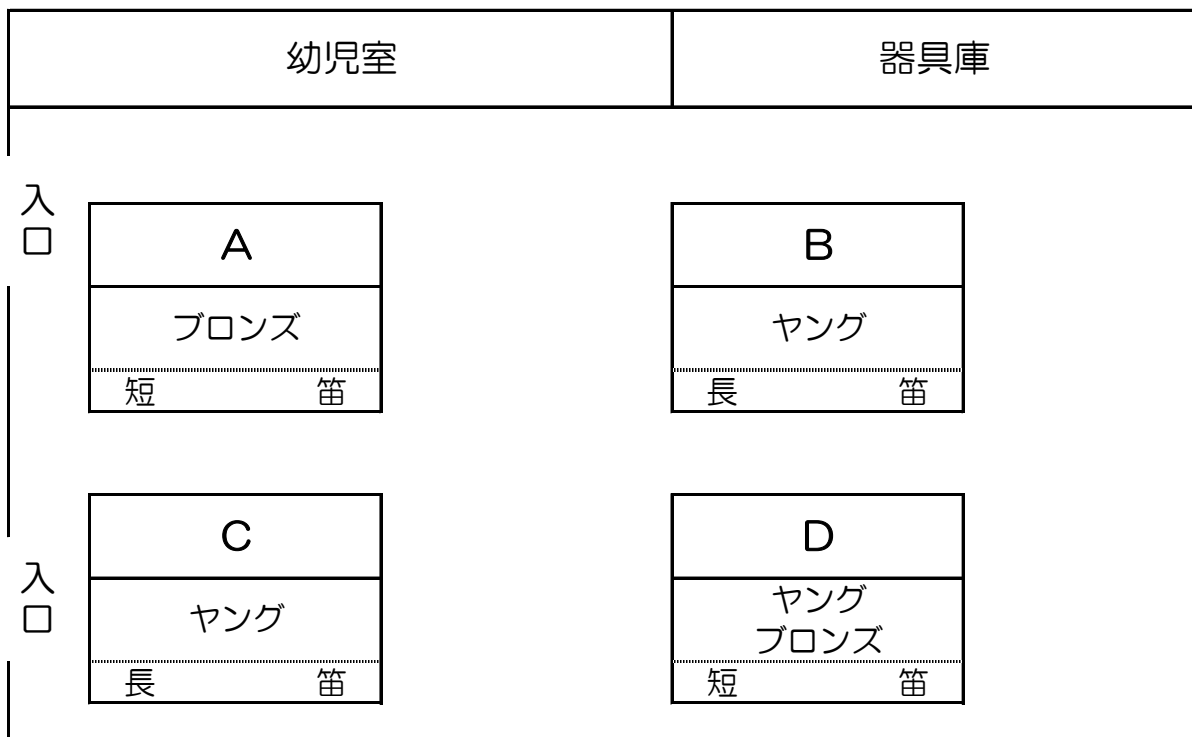 幼児室 器具庫
入口
A B
ブロンズ ヤング
短 笛 長 笛
入口
C D
ヤング ヤング
ブロンズ
長 笛 短 笛